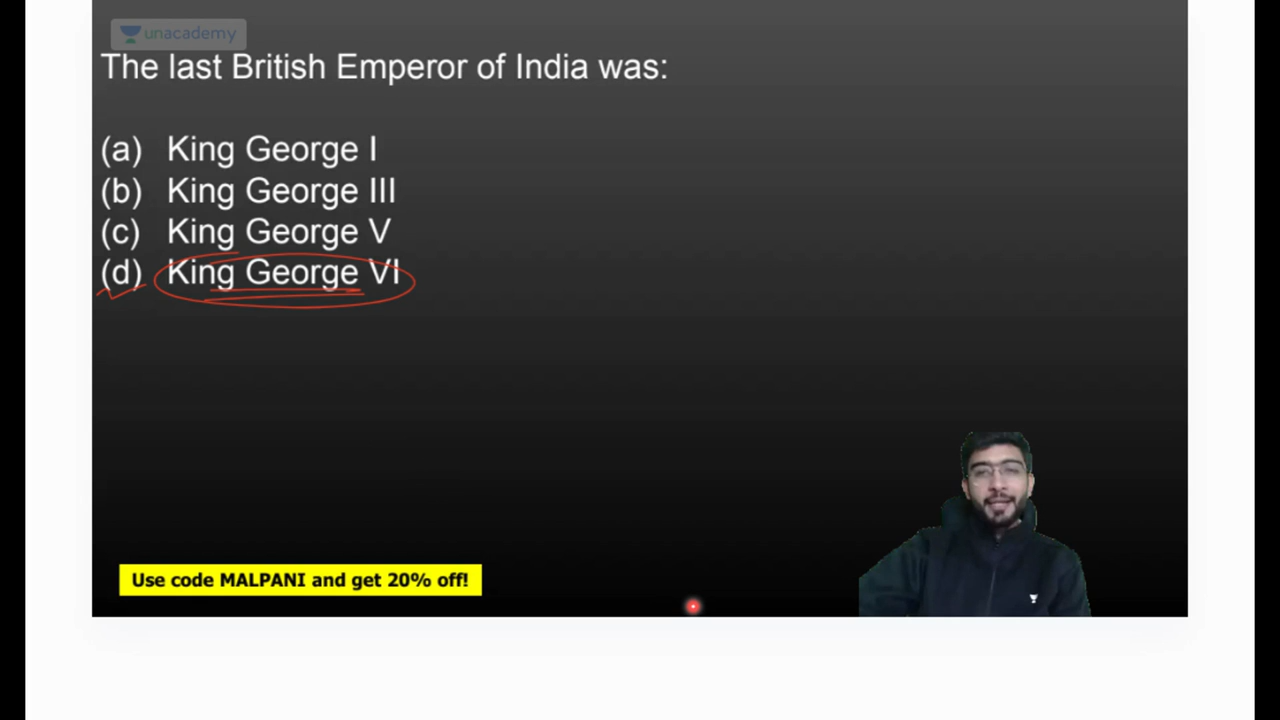 unacademy
The last British Emperor of India was:
(a) King George I
(b) King George III
(c) King George V
(d) King George VI
Use code MALPANI and get 20% off!